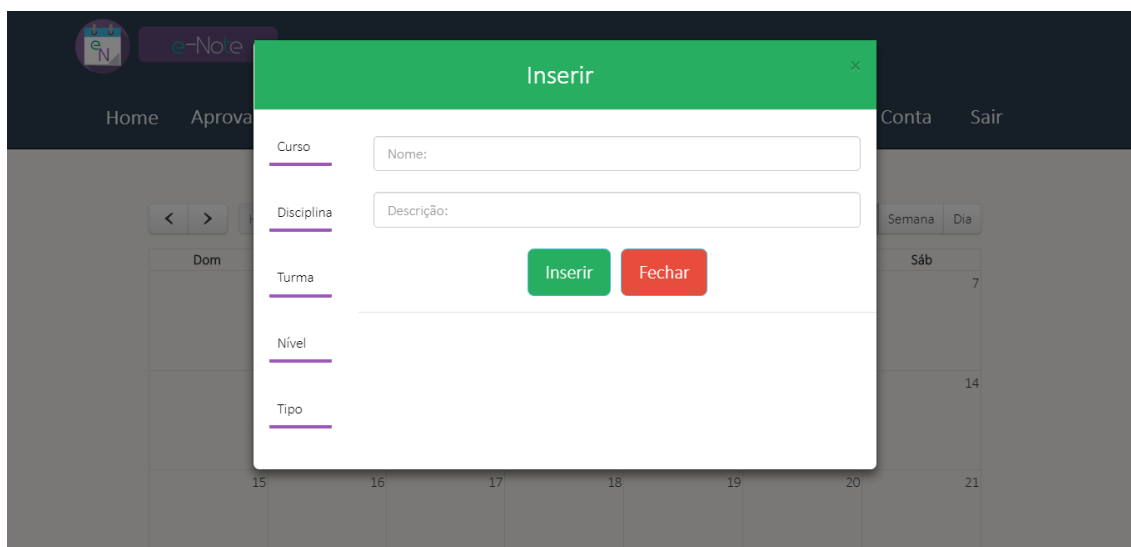 eN
e-Note
Inserir
×
Home Aprova Conta Sair
Curso
Nome:
Disciplina
Descrição:
Semana Dia
Inserir Fechar
Dom Sáb
Turma
7
Nível
14
Tipo
15 16 17 18 19 20 21